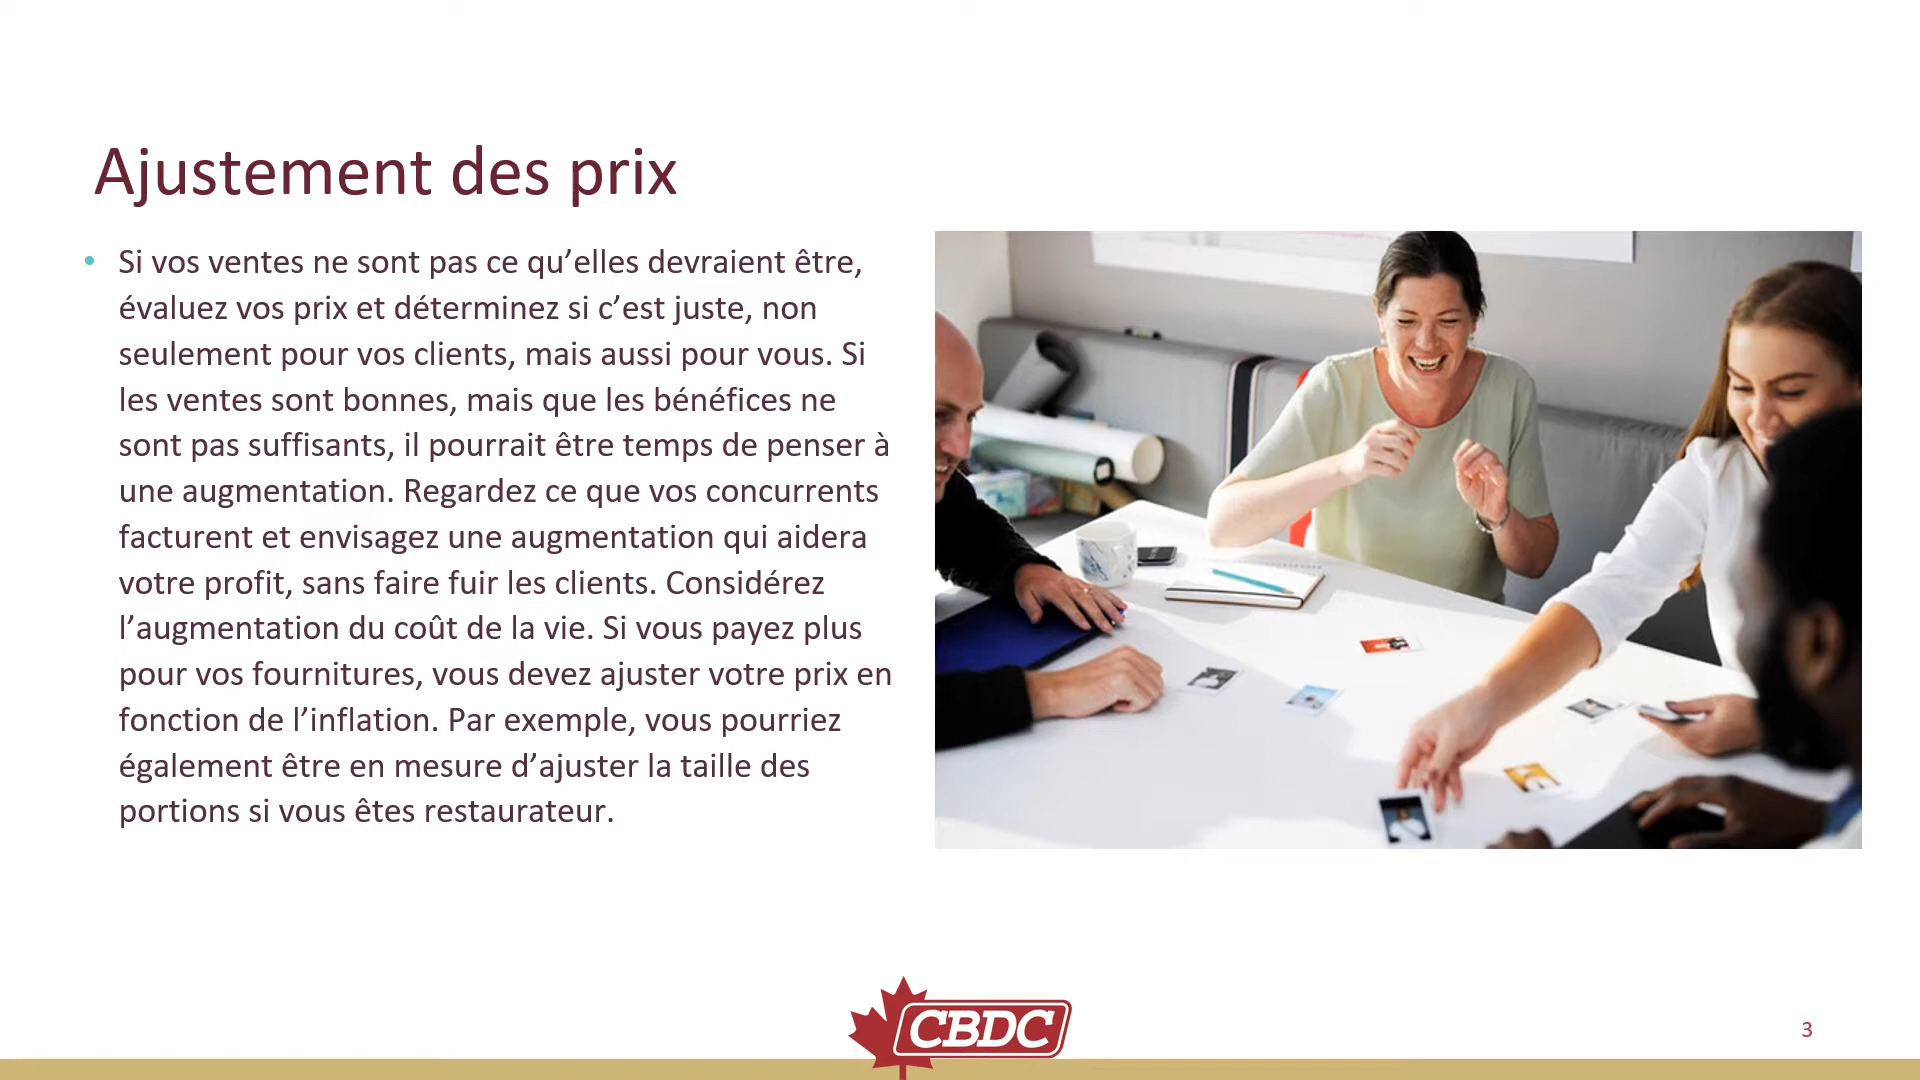 Ajustement des prix
• Si vos ventes ne sont pas ce qu’elles devraient être,
évaluez vos prix et déterminez si c’est juste, non
seulement pour vos clients, mais aussi pour vous. Si
les ventes sont bonnes, mais que les bénéfices ne
sont pas suffisants, il pourrait être temps de penser à
une augmentation. Regardez ce que vos concurrents
facturent et envisagez une augmentation qui aidera
votre profit, sans faire fuir les clients. Considérez
l’augmentation du coût de la vie. Si vous payez plus
pour vos fournitures, vous devez ajuster votre prix en
fonction de l’inflation. Par exemple, vous pourriez
également être en mesure d’ajuster la taille des
portions si vous êtes restaurateur.
CBDC
3